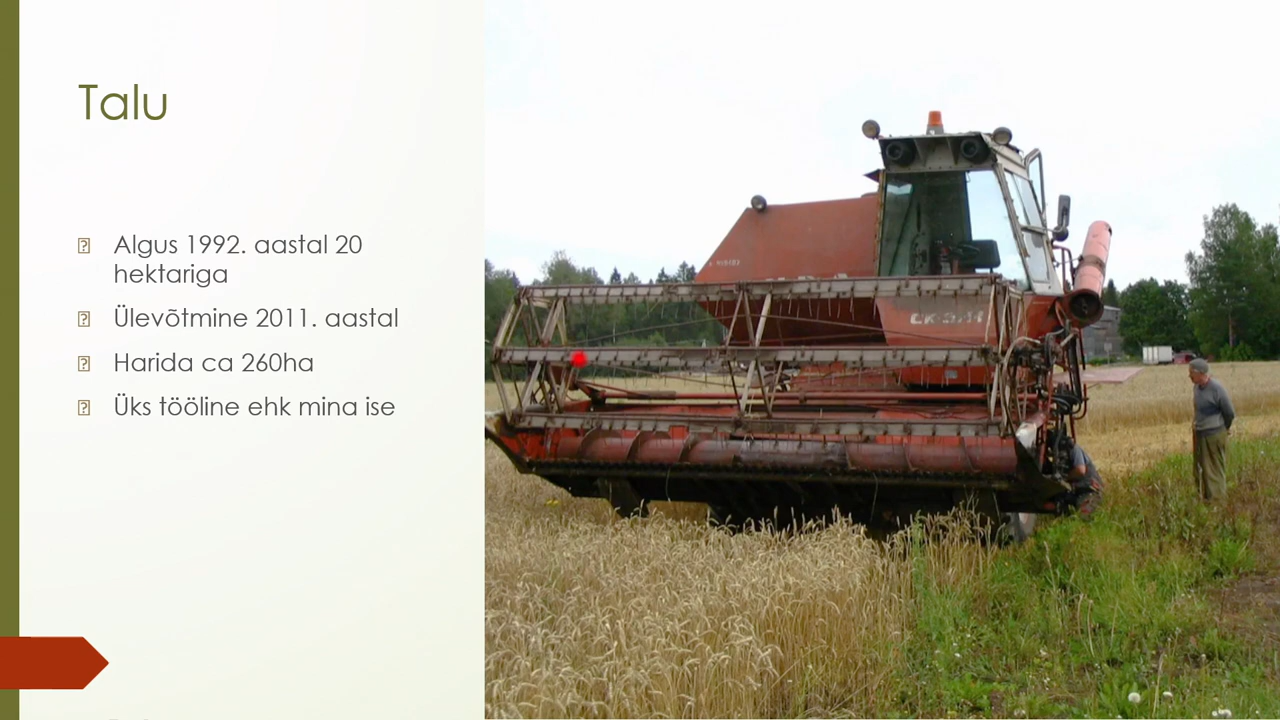 Talu
Algus 1992. aastal 20
hektariga
Ülevõtmine 2011. aastal
Harida ca 260ha
Üks tööline ehk mina ise